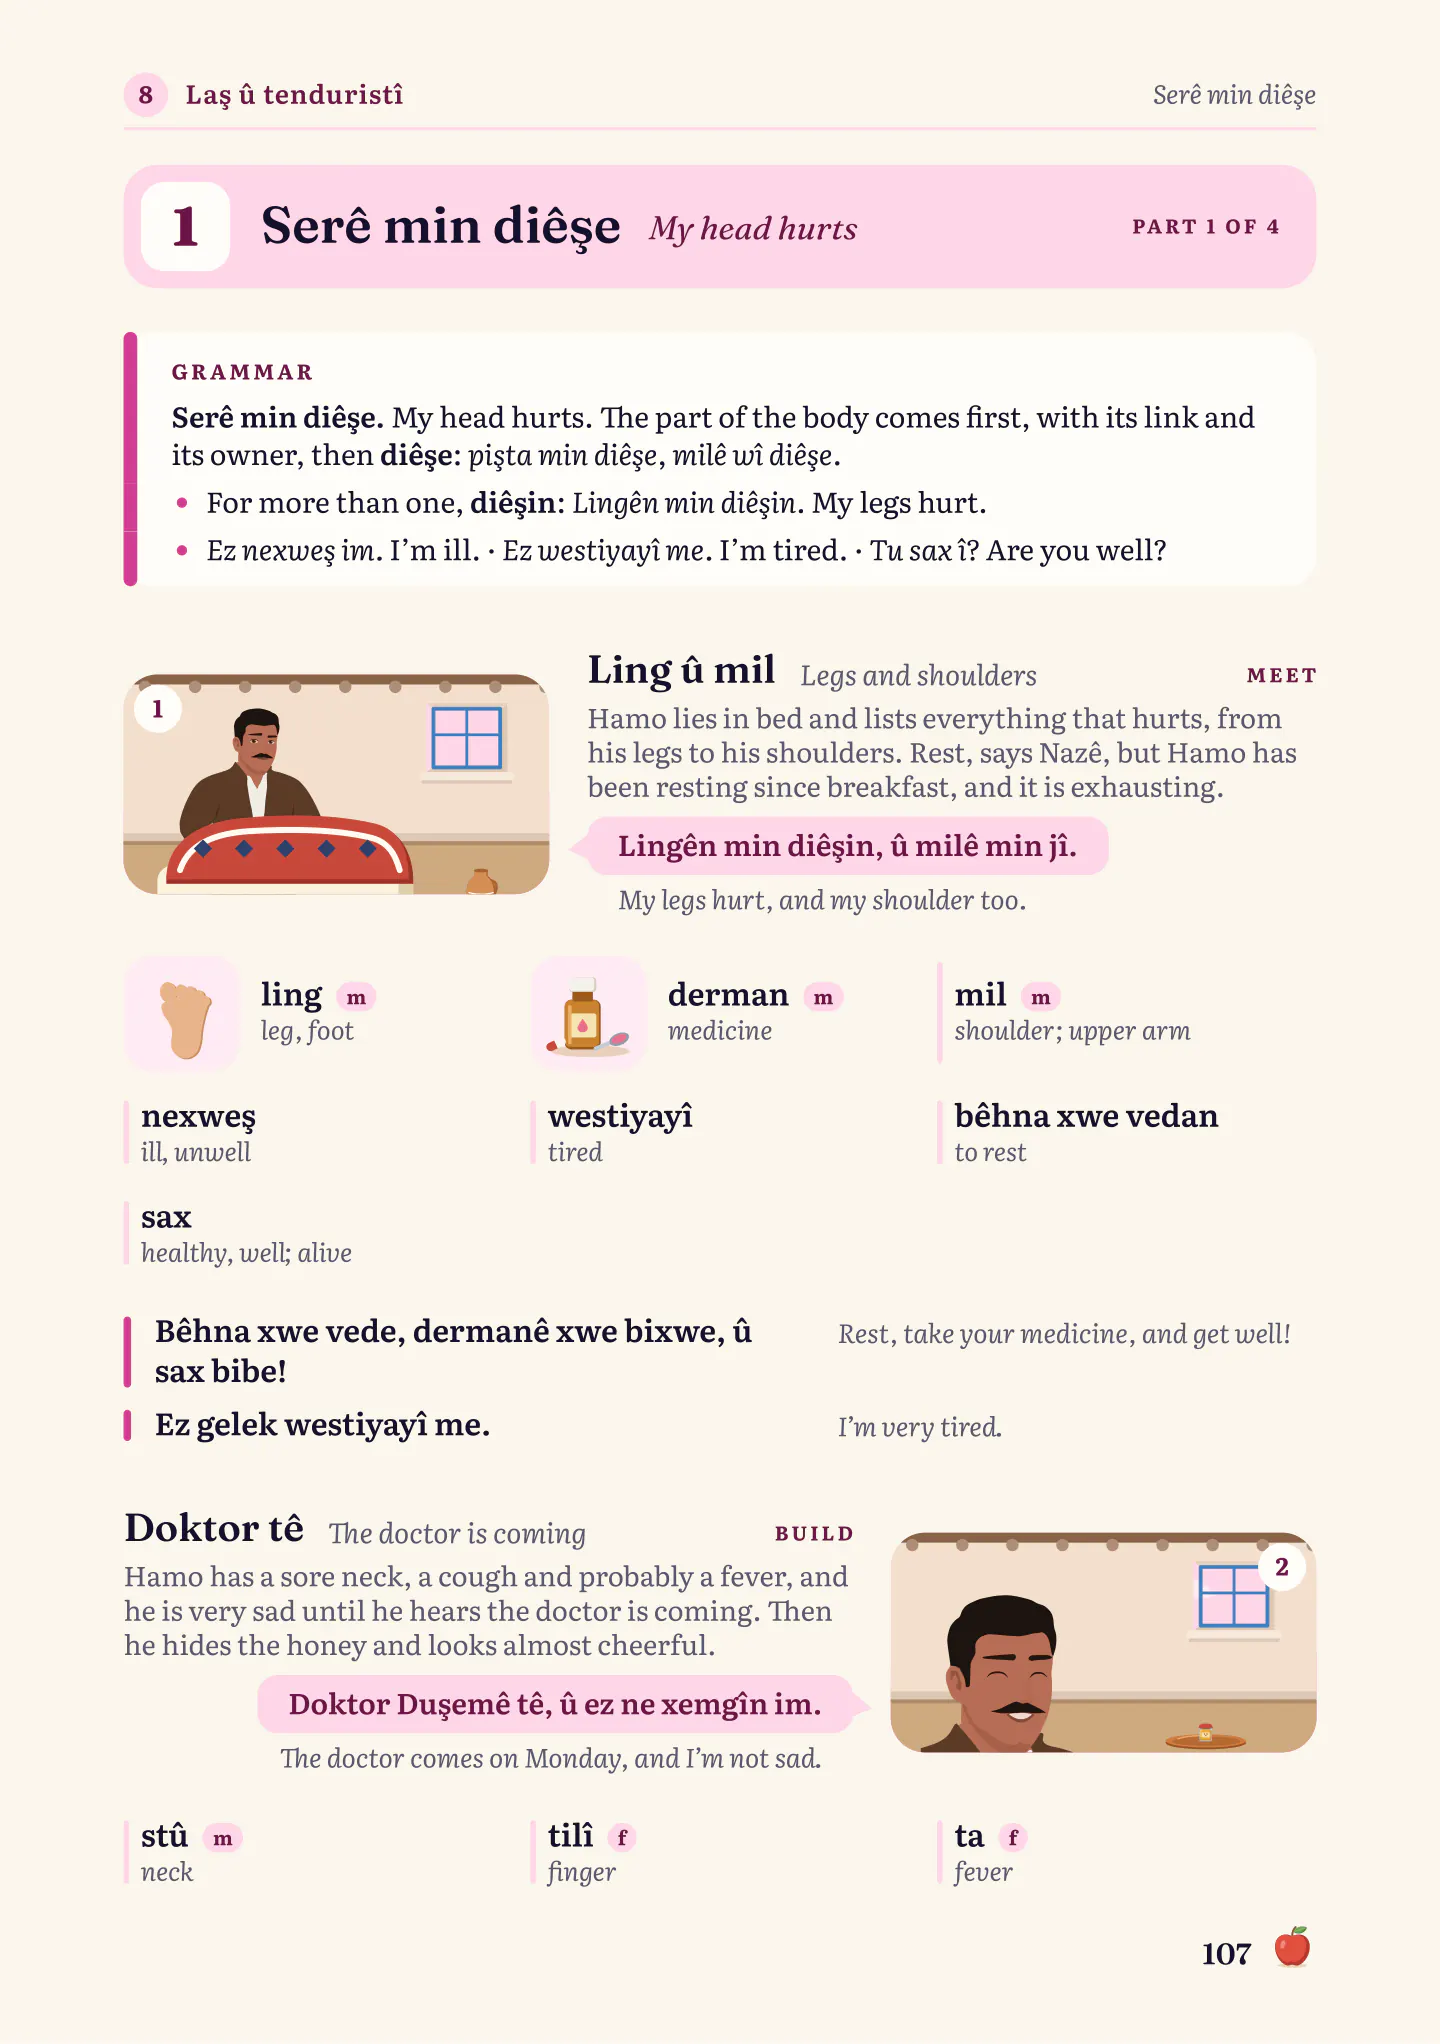 8 Laş û tenduristî
Serê min diêşe
1 Serê min diêşe My head hurts PART 1 OF 4
GRAMMAR
Serê min diêşe. My head hurts. The part of the body comes first, with its link and
its owner, then diêşe: pişta min diêşe, milê wî diêşe.
• For more than one, diêşin: Lingên min diêşin. My legs hurt.
• Ez nexweş im. I’m ill. · Ez westiyayî me. I’m tired. · Tu sax î? Are you well?
1
Ling û mil Legs and shoulders MEET
Hamo lies in bed and lists everything that hurts, from
his legs to his shoulders. Rest, says Nazê, but Hamo has
been resting since breakfast, and it is exhausting.
Lingên min diêşin, û milê min jî.
My legs hurt, and my shoulder too.
ling m
leg, foot
derman m
medicine
mil m
shoulder; upper arm
nexweş
ill, unwell
westiyayî
tired
bêhna xwe vedan
to rest
sax
healthy, well; alive
Bêhna xwe vede, dermanê xwe bixwe, û
sax bibe!
Rest, take your medicine, and get well!
Ez gelek westiyayî me.
I’m very tired.
Doktor tê The doctor is coming BUILD
Hamo has a sore neck, a cough and probably a fever, and
he is very sad until he hears the doctor is coming. Then
he hides the honey and looks almost cheerful.
Doktor Duşemê tê, û ez ne xemgîn im.
The doctor comes on Monday, and I’m not sad.
2
stû m
neck
tilî f
finger
ta f
fever
107